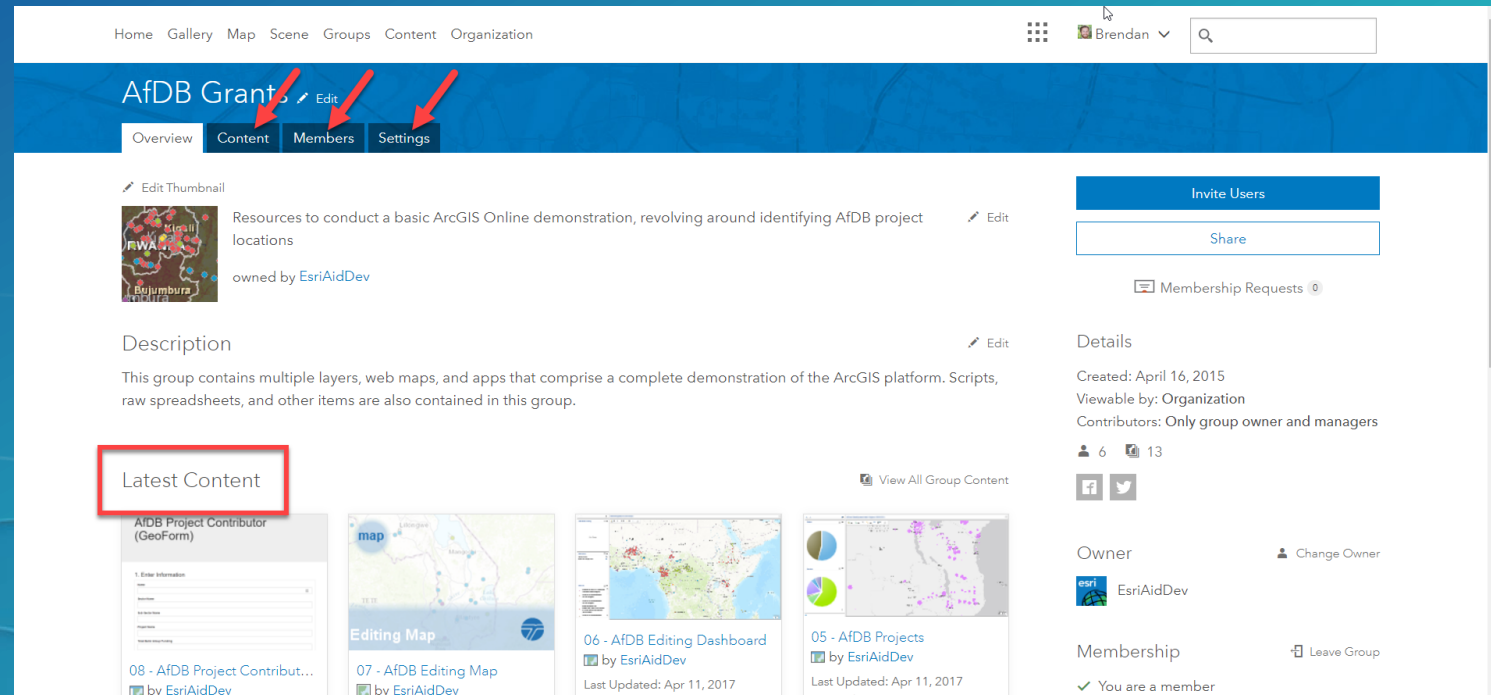 Home Gallery Map Scene Groups Content Organization
Brendan
AfDB Grants Edit
Overview Content Members Settings
Edit Thumbnail
Resources to conduct a basic ArcGIS Online demonstration, revolving around identifying AfDB project Edit
locations
owned by EsriAidDev
Kigali
RWA
Bujumbura
Invite Users
Share
Membership Requests 0
Description Edit
This group contains multiple layers, web maps, and apps that comprise a complete demonstration of the ArcGIS platform. Scripts,
raw spreadsheets, and other items are also contained in this group.
Details
Created: April 16, 2015
Viewable by: Organization
Contributors: Only group owner and managers
6 13
Latest Content View All Group Content
AfDB Project Contributor
(GeoForm)
1. Enter Information
08 - AfDB Project Contribut...
by EsriAidDev
map
Editing Map
07 - AfDB Editing Map
by EsriAidDev
06 - AfDB Editing Dashboard
by EsriAidDev
Last Updated: Apr 11, 2017
05 - AfDB Projects
by EsriAidDev
Last Updated: Apr 11, 2017
Owner Change Owner
esri
EsriAidDev
Membership Leave Group
You are a member